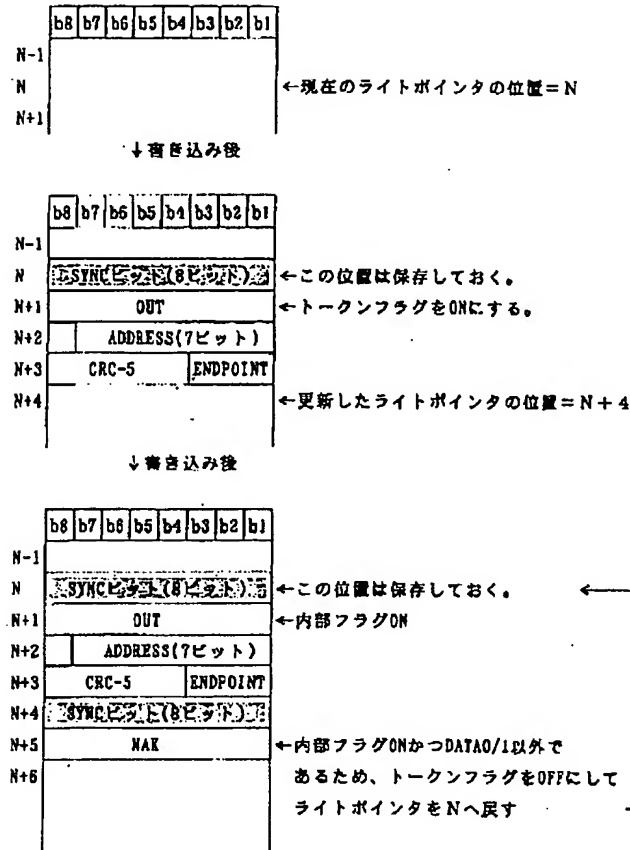 b8 b7 b6 b5 b4 b3 b2 b1
N-1
N ←現在のライトポインタの位置=N
N+1
↓書き込み後
b8 b7 b6 b5 b4 b3 b2 b1
N-1
N SYNCビット(8ビット) ←この位置は保存しておく。
N+1 OUT ←トークンフラグをONにする。
N+2 ADDRESS(7ビット)
N+3 CRC-5 ENDPOINT
N+4 ←更新したライトポインタの位置=N+4
↓書き込み後
b8 b7 b6 b5 b4 b3 b2 b1
N-1
N SYNCビット(8ビット) ←この位置は保存しておく。 ←
N+1 OUT ←内部フラグON
N+2 ADDRESS(7ビット)
N+3 CRC-5 ENDPOINT
N+4 SYNCビット(8ビット)
N+5 NAK ←内部フラグONかつDATA0/1以外で
N+6 あるため、トークンフラグをOFFにして
ライトポインタをNへ戻す